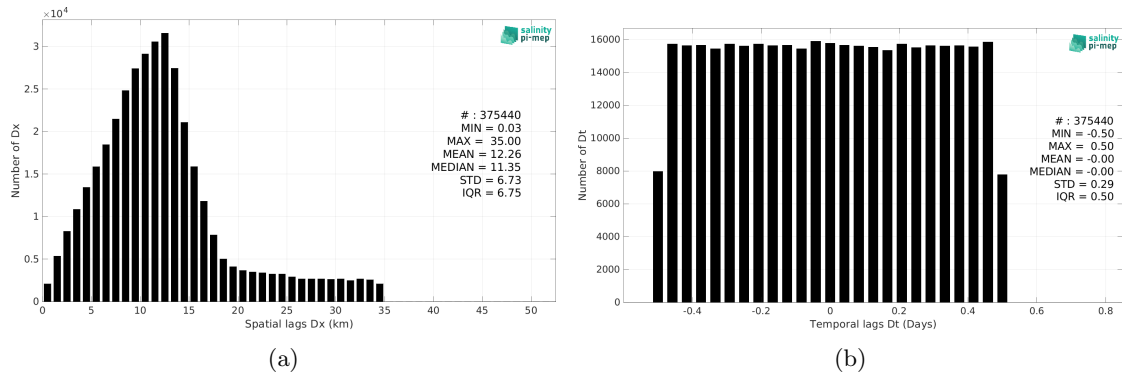 ×10⁴
3
2.5
2
1.5
1
0.5
0
Number of Dx
0 5 10 15 20 25 30 35 40 45 50
Spatial lags Dx (km)
salinity
pi-mep
# : 375440
MIN = 0.03
MAX = 35.00
MEAN = 12.26
MEDIAN = 11.35
STD = 6.73
IQR = 6.75
(a)
16000
14000
12000
10000
8000
6000
4000
2000
0
Number of Dt
-0.4 -0.2 0 0.2 0.4 0.6 0.8
Temporal lags Dt (Days)
salinity
pi-mep
# : 375440
MIN = -0.50
MAX = 0.50
MEAN = -0.00
MEDIAN = -0.00
STD = 0.29
IQR = 0.50
(b)